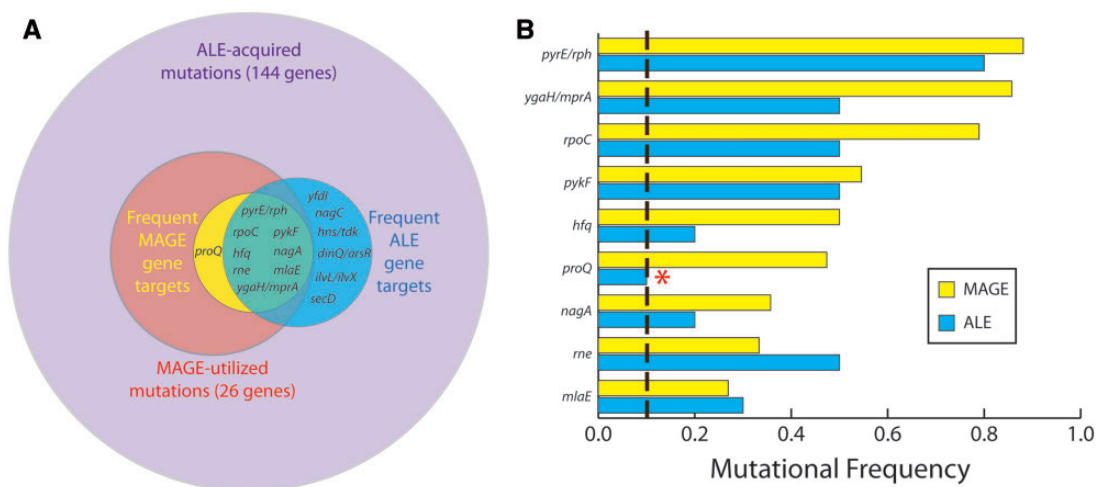 A
ALE-acquired
mutations (144 genes)
Frequent
MAGE
gene
targets
proQ
pyrE/rph
rpoC pykF
hfq nagA
rne mlaE
ygaH/mprA
yfdI
nagC
hns/tdk
dinQ/arsR
ilvL/ilvX
secD
Frequent
ALE
gene
targets
MAGE-utilized
mutations (26 genes)
B
pyrE/rph
ygaH/mprA
rpoC
pykF
hfq
proQ
*
nagA
rne
mlaE
MAGE
ALE
0.0 0.2 0.4 0.6 0.8 1.0
Mutational Frequency